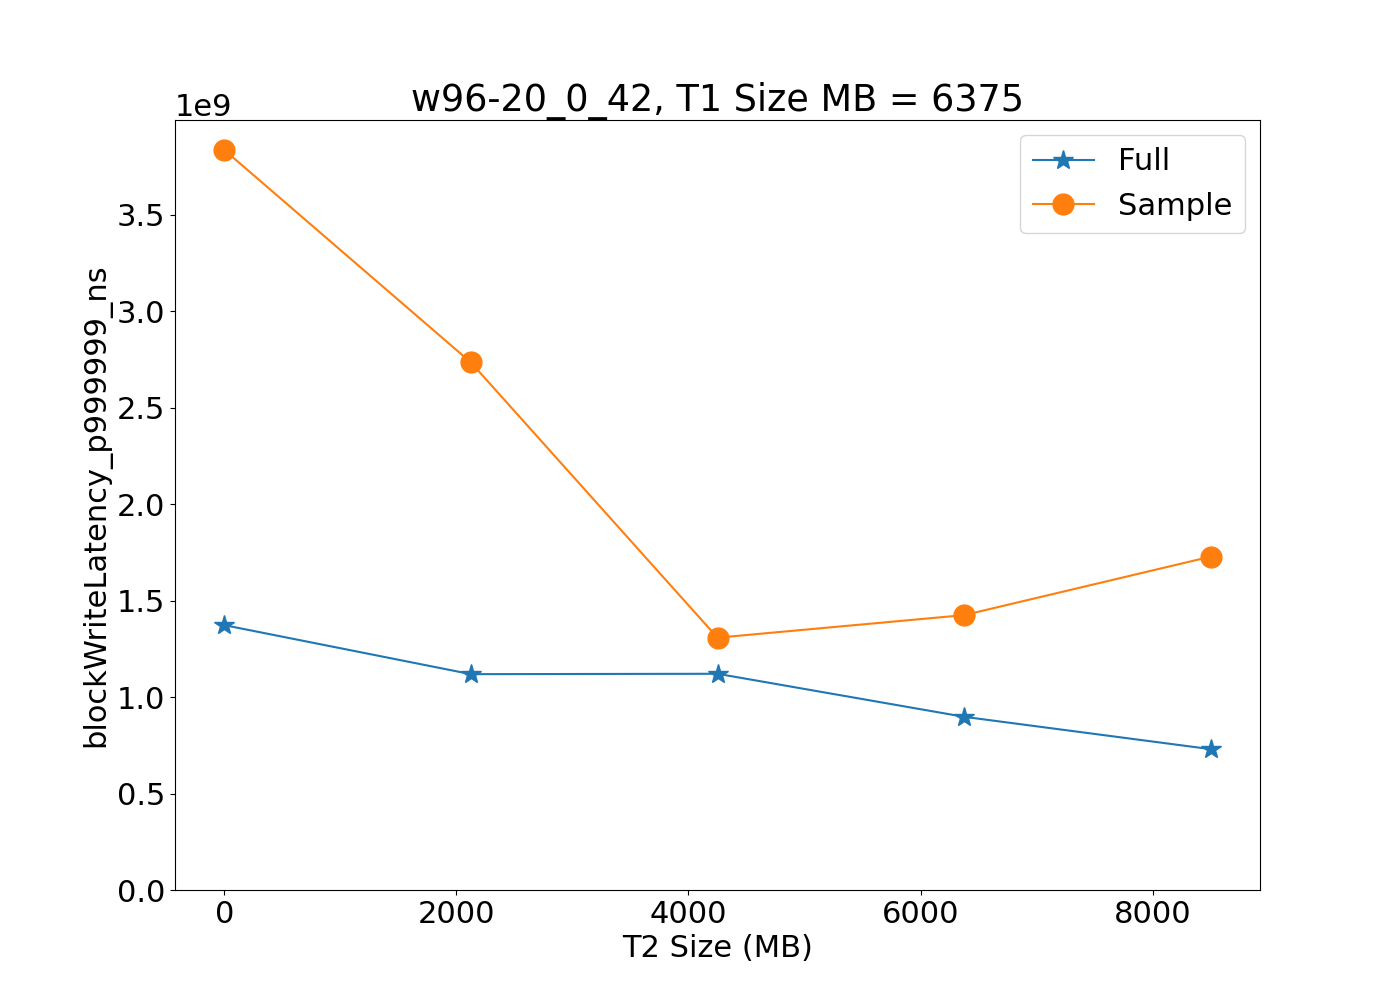 w96-20_0_42, T1 Size MB = 6375
1e9
Full
Sample
3.5
3.0
2.5
2.0
1.5
1.0
0.5
0.0
blockWriteLatency_p999999_ns
0
2000
4000
6000
8000
T2 Size (MB)